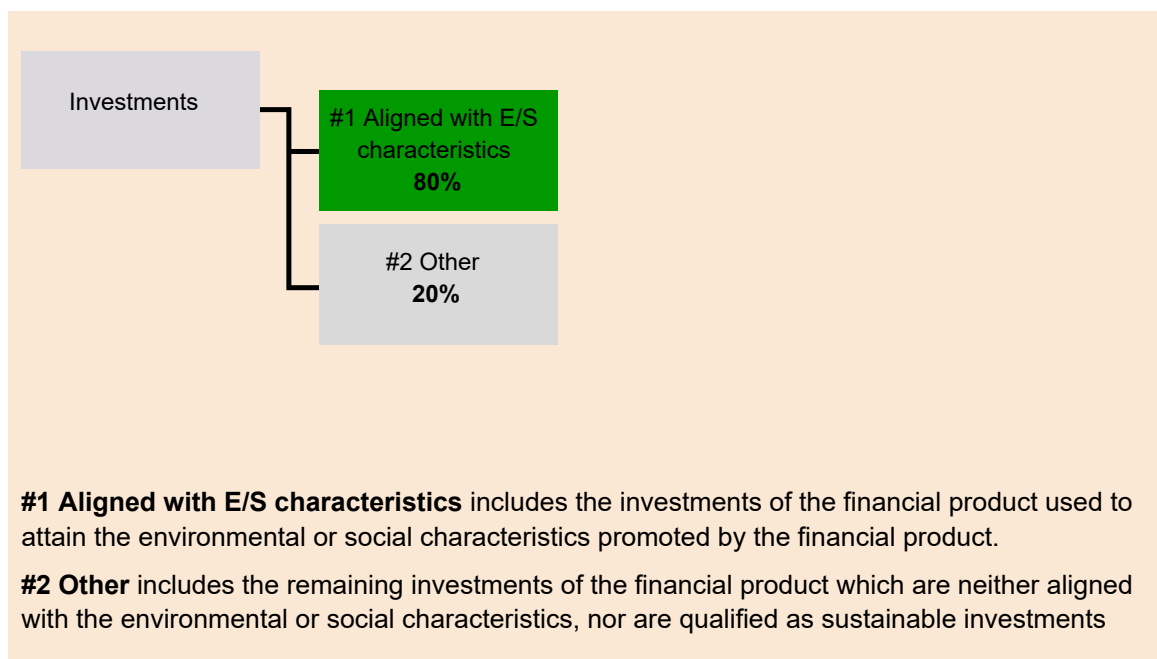 Investments
#1 Aligned with E/S
characteristics
80%
#2 Other
20%
#1 Aligned with E/S characteristics includes the investments of the financial product used to
attain the environmental or social characteristics promoted by the financial product.
#2 Other includes the remaining investments of the financial product which are neither aligned
with the environmental or social characteristics, nor are qualified as sustainable investments